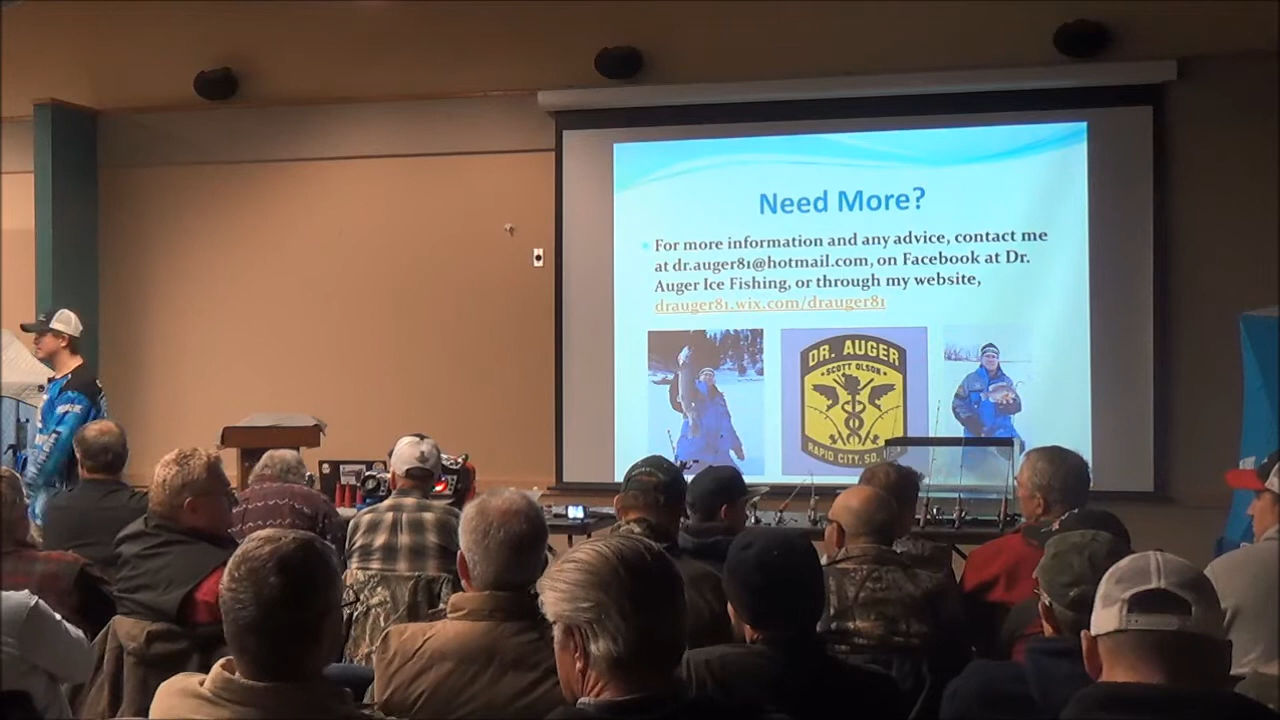 Need More?
For more information and any advice, contact me
at dr.auger81@hotmail.com, on Facebook at Dr.
Auger Ice Fishing, or through my website,
drauger81.wix.com/drauger81
DR. AUGER
SCOTT OLSON
RAPID CITY, SO.